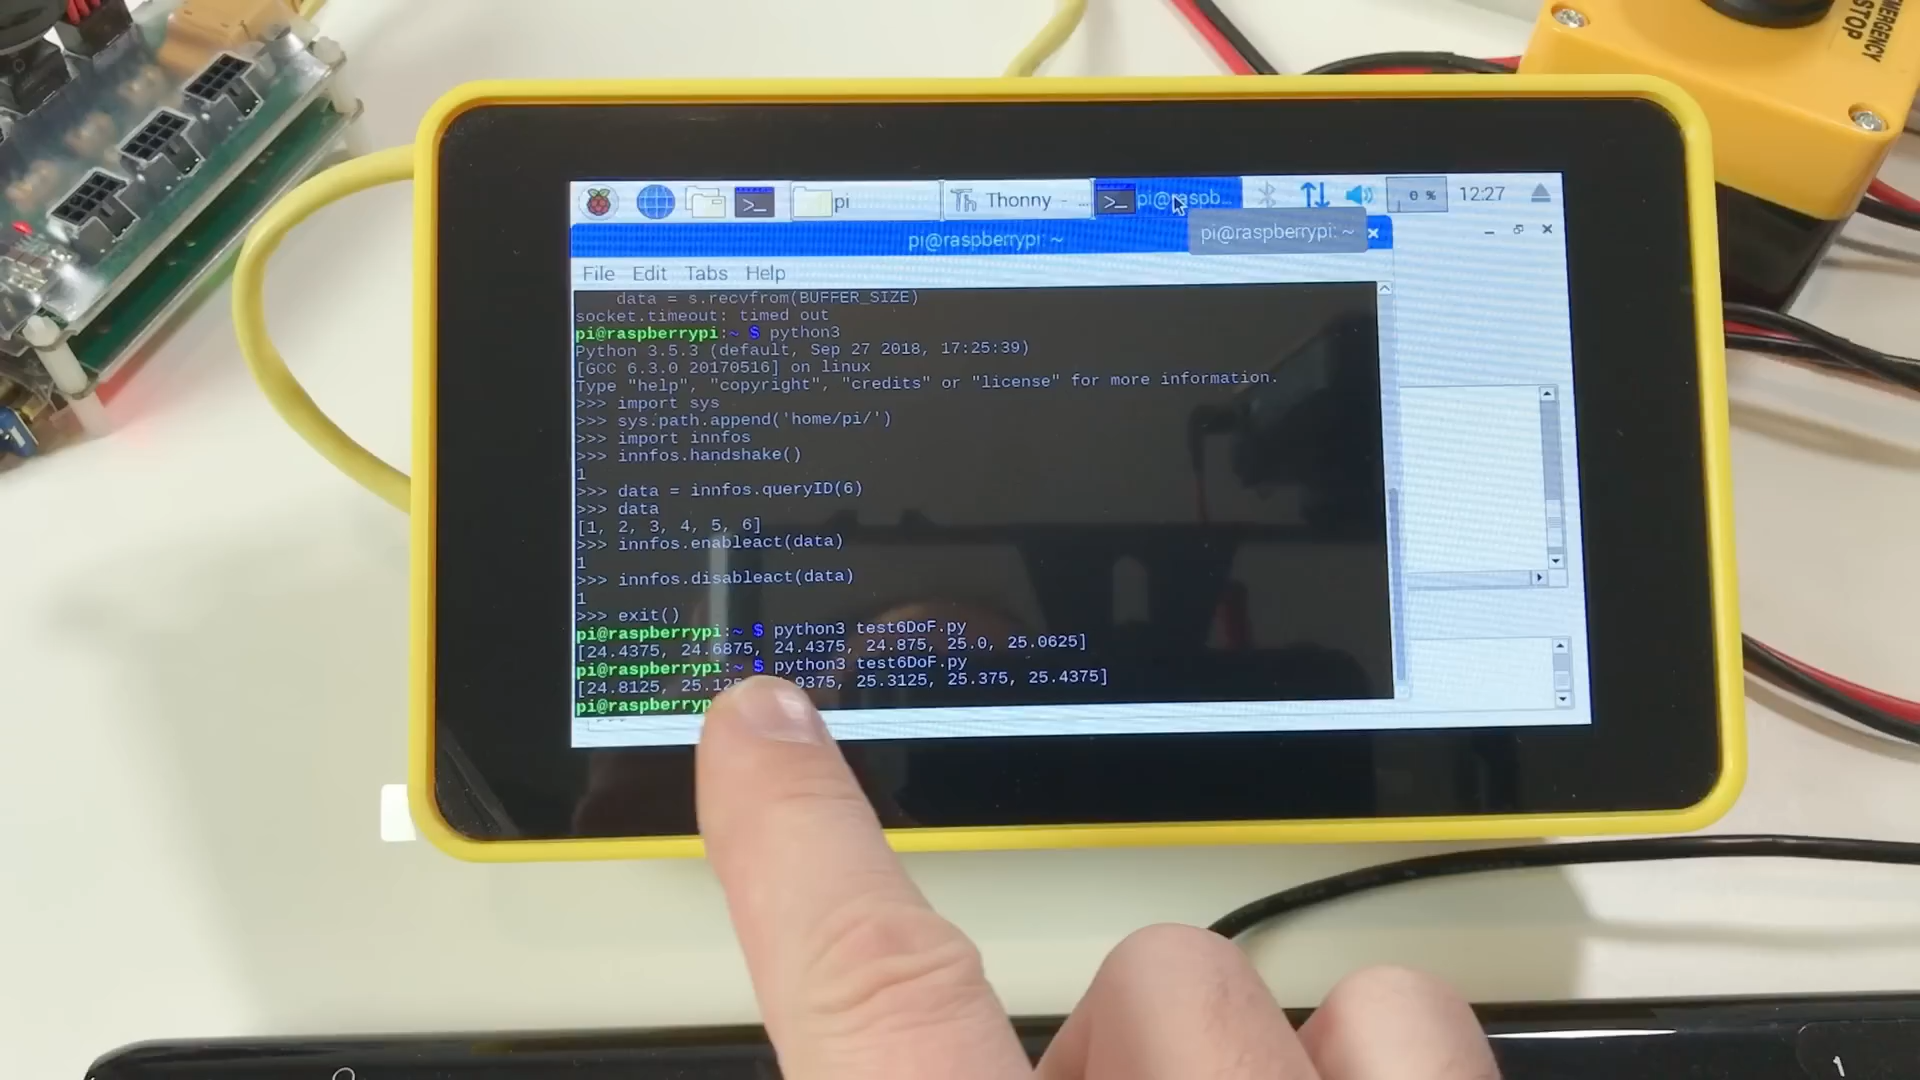 EMERGENCY
STOP
pi
Thonny - ...
pi@raspb...
0 %
12:27
pi@raspberrypi: ~
pi@raspberrypi: ~
File Edit Tabs Help
data = s.recvfrom(BUFFER_SIZE)
socket.timeout: timed out
pi@raspberrypi:~ $ python3
Python 3.5.3 (default, Sep 27 2018, 17:25:39)
[GCC 6.3.0 20170516] on linux
Type "help", "copyright", "credits" or "license" for more information.
>>> import sys
>>> sys.path.append('home/pi/')
>>> import innfos
>>> innfos.handshake()
1
>>> data = innfos.queryID(6)
>>> data
[1, 2, 3, 4, 5, 6]
>>> innfos.enableact(data)
1
>>> innfos.disableact(data)
1
>>> exit()
pi@raspberrypi:~ $ python3 test6DoF.py
[24.4375, 24.6875, 24.4375, 24.875, 25.0, 25.0625]
pi@raspberrypi:~ $ python3 test6DoF.py
[24.8125, 25.12 9375, 25.3125, 25.375, 25.4375]
pi@raspberryp
>>>